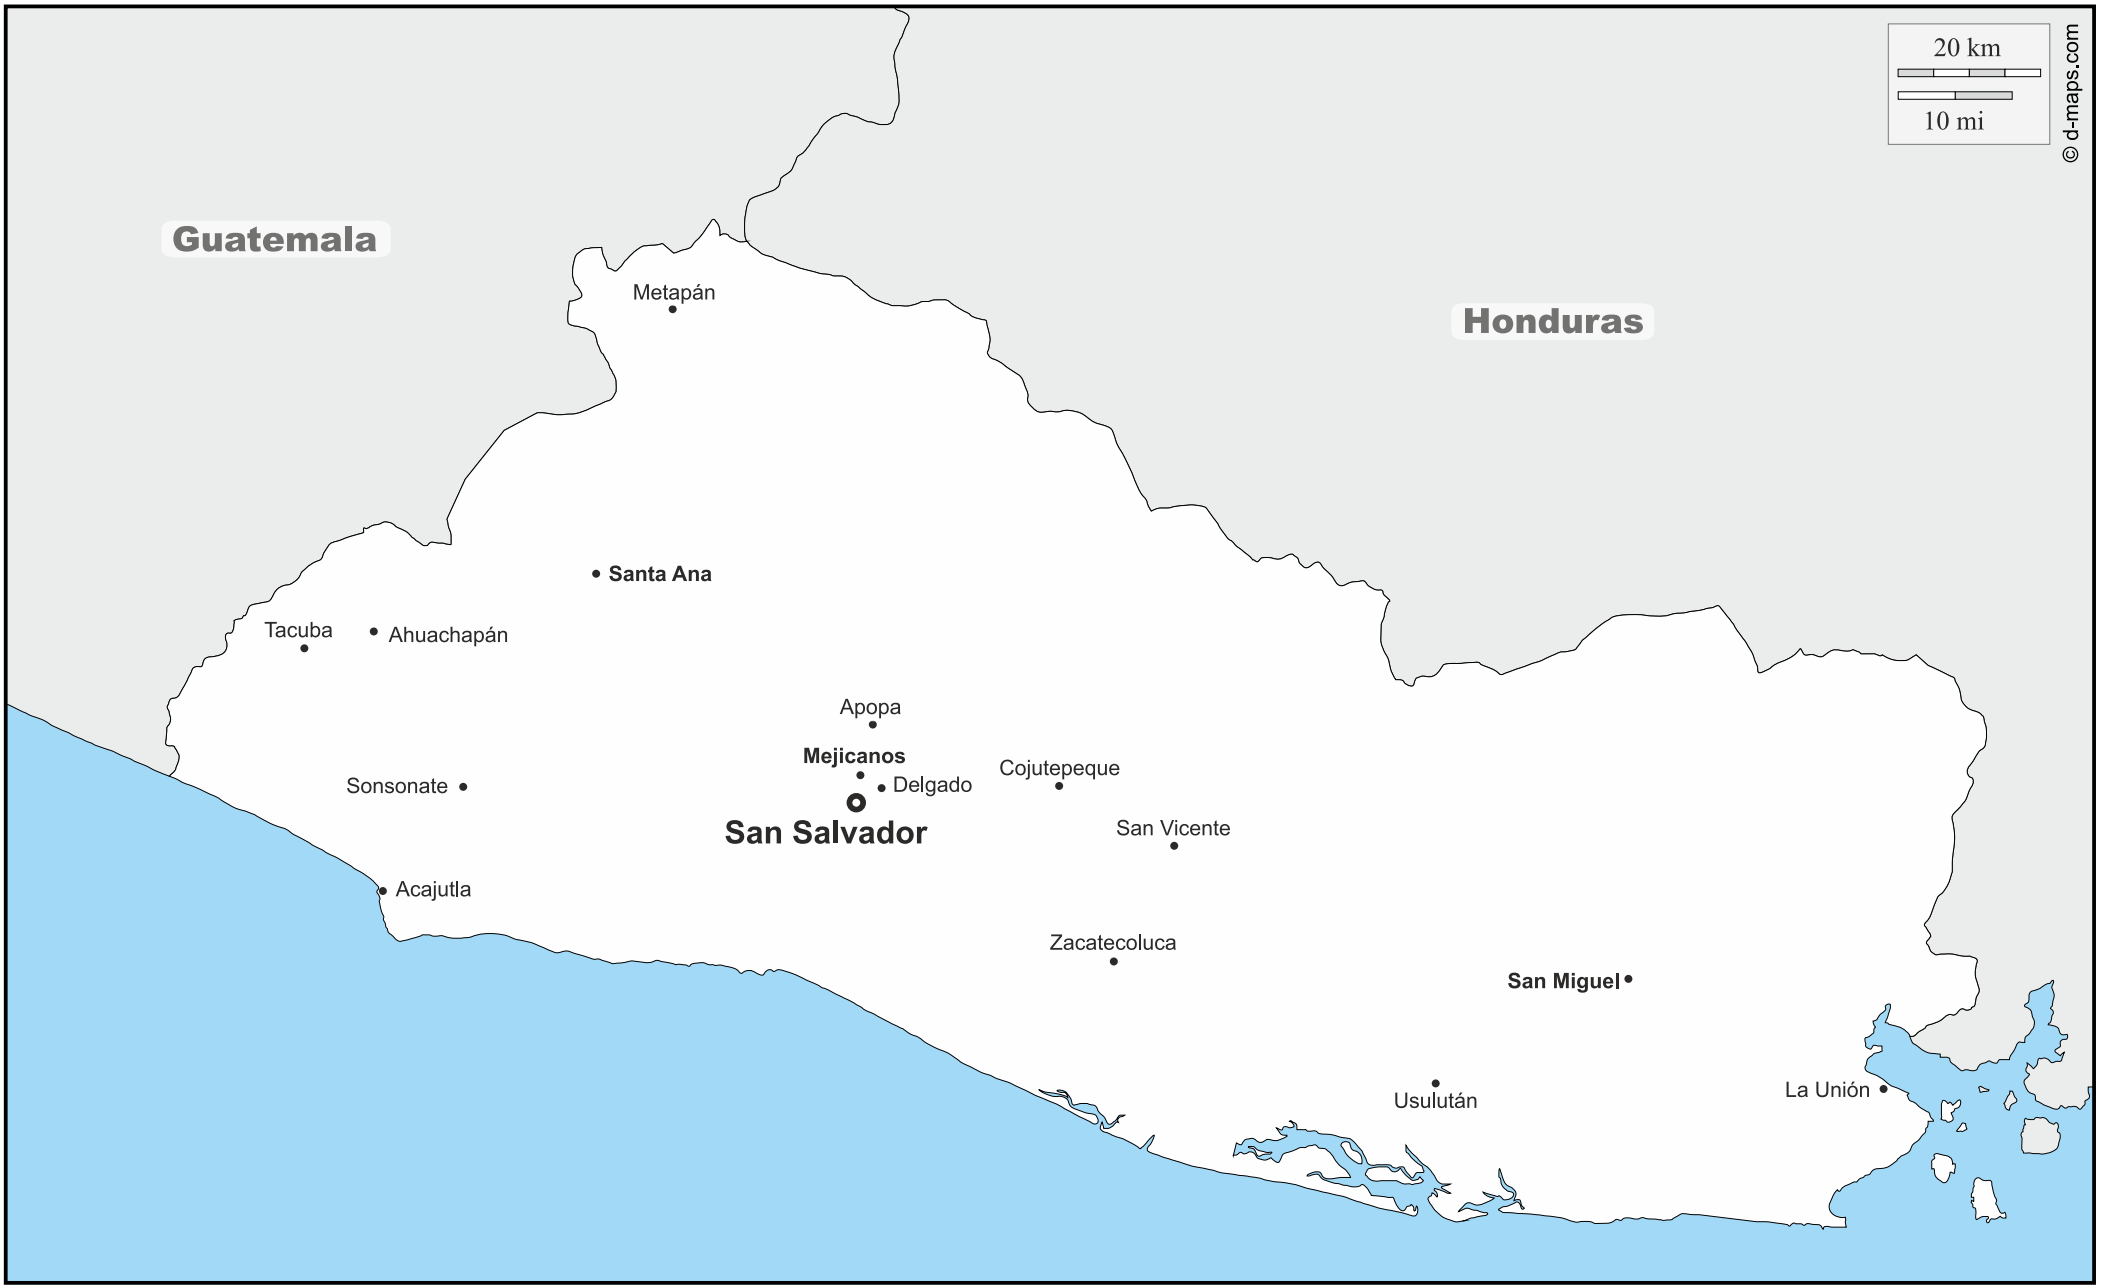 20 km
10 mi
© d-maps.com
Guatemala
Honduras
Metapán
Santa Ana
Tacuba
Ahuachapán
Apopa
Mejicanos
Delgado
Cojutepeque
Sonsonate
San Salvador
San Vicente
Acajutla
Zacatecoluca
San Miguel
La Unión
Usulután